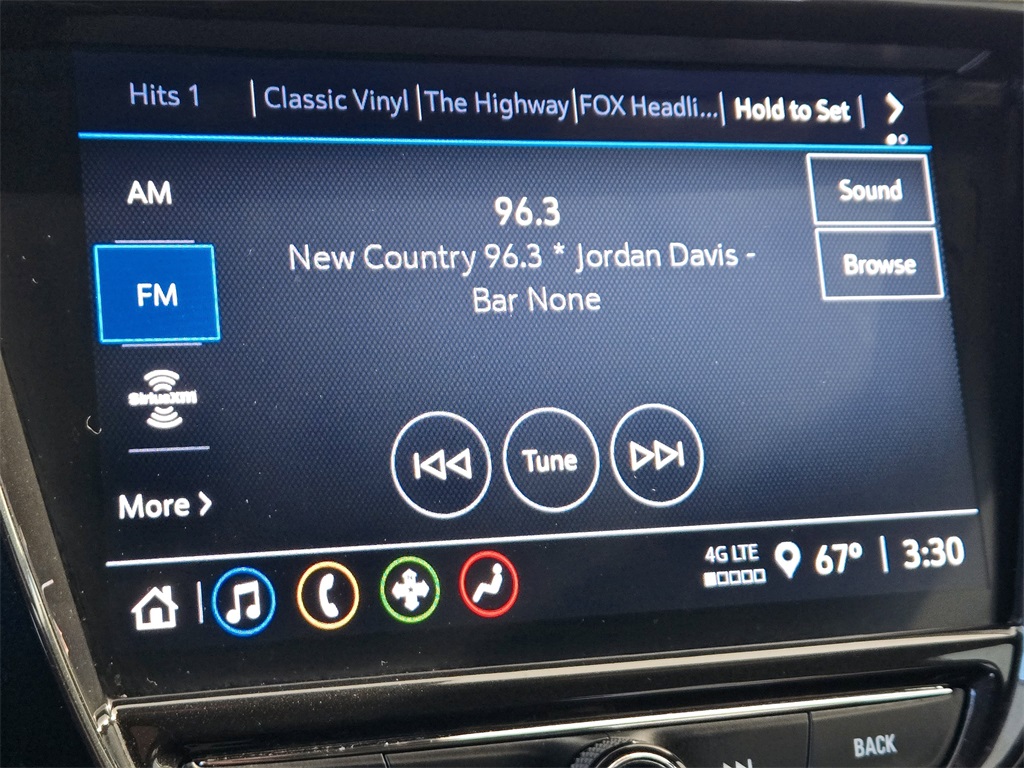 Hits 1 | Classic Vinyl | The Highway | FOX Headli... | Hold to Set |
AM
96.3
Sound
New Country 96.3 * Jordan Davis -
Bar None
Browse
FM
SiriusXM
Tune
More
4G LTE 67° | 3:30
BACK